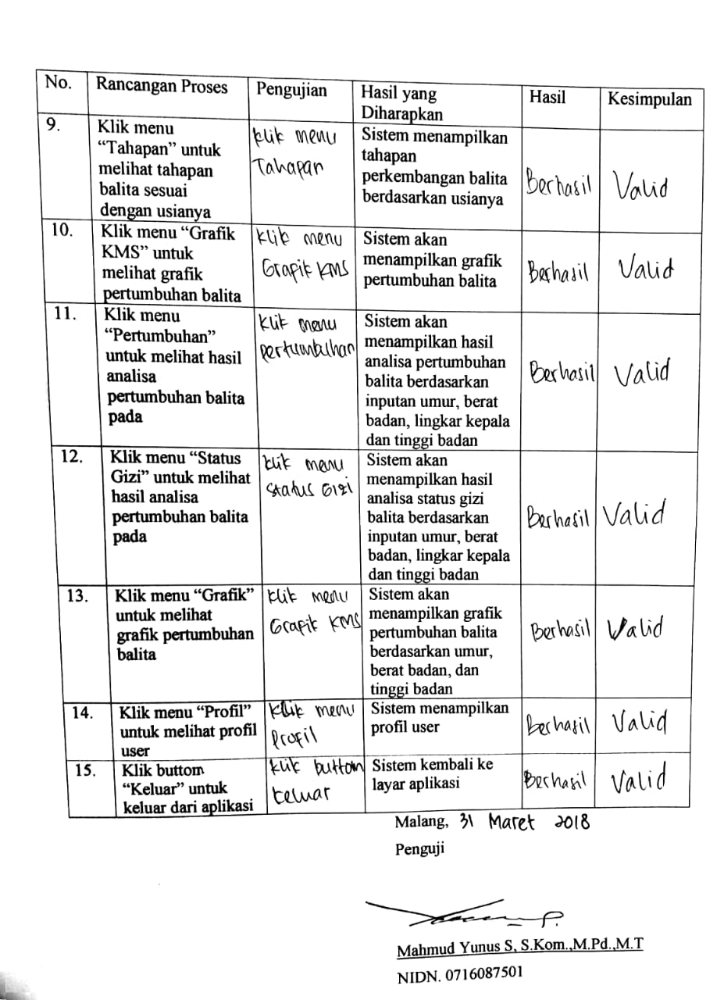 No. Rancangan Proses Pengujian Hasil yang Diharapkan Hasil Kesimpulan
9.
Klik menu
“Tahapan” untuk
melihat tahapan
balita sesuai
dengan usianya
Klik menu
Tahapan
Sistem menampilkan
tahapan
perkembangan balita
berdasarkan usianya
Berhasil
Valid
10.
Klik menu “Grafik
KMS” untuk
melihat grafik
pertumbuhan balita
Klik menu
Grafik KMS
Sistem akan
menampilkan grafik
pertumbuhan balita
Berhasil
Valid
11.
Klik menu
“Pertumbuhan”
untuk melihat hasil
analisa
pertumbuhan balita
pada
Klik menu
pertumbuhan
Sistem akan
menampilkan hasil
analisa pertumbuhan
balita berdasarkan
inputan umur, berat
badan, lingkar kepala
dan tinggi badan
Berhasil
Valid
12.
Klik menu “Status
Gizi” untuk melihat
hasil analisa
pertumbuhan balita
pada
klik menu
status Gizi
Sistem akan
menampilkan hasil
analisa status gizi
balita berdasarkan
inputan umur, berat
badan, lingkar kepala
dan tinggi badan
Berhasil
Valid
13.
Klik menu “Grafik”
untuk melihat
grafik pertumbuhan
balita
klik menu
Grafik KMS
Sistem akan
menampilkan grafik
pertumbuhan balita
berdasarkan umur,
berat badan, dan
tinggi badan
Berhasil
Valid
14.
Klik menu “Profil”
untuk melihat profil
user
Klik menu
Profil
Sistem menampilkan
profil user
Berhasil
Valid
15.
Klik buttom
“Keluar” untuk
keluar dari aplikasi
klik buttom
keluar
Sistem kembali ke
layar aplikasi
Berhasil
Valid
Malang, 31 Maret 2018
Penguji
Mahmud Yunus S, S.Kom.,M.Pd.,M.T
NIDN. 0716087501